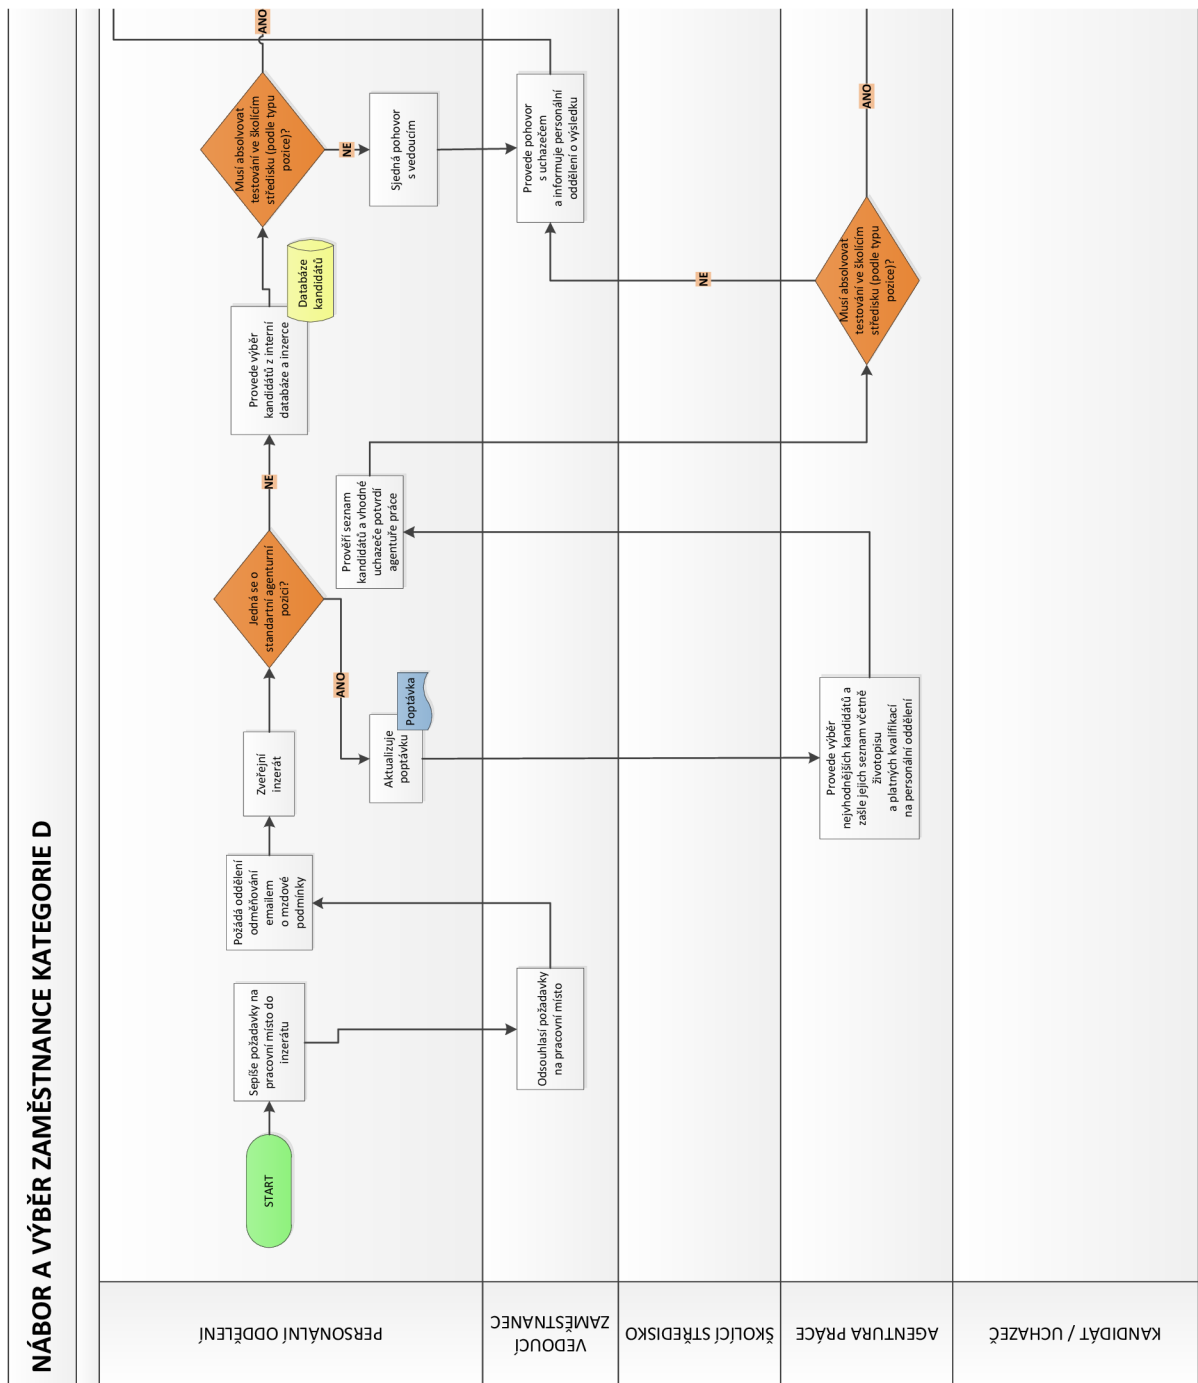 NÁBOR A VÝBĚR ZAMĚSTNANCE KATEGORIE D
PERSONÁLNÍ ODDĚLENÍ
START
Sepíše požadavky na
pracovní místo do
inzerátu
Požádá oddělení
odměňování
emailem
o mzdové
podmínky
Zveřejní
inzerát
Jedná se o
standartní agenturní
pozici?
NE
ANO
Aktualizuje
poptávku
Poptávka
Prověří seznam
kandidátů a vhodné
uchazeče potvrdí
agentuře práce
Provede výběr
kandidátů z interní
databáze a inzerce
Databáze
kandidátů
Musí absolvovat
testování ve školicím
středisku (podle typu
pozice)?
ANO
NE
Sjedná pohovor
s vedoucím
VEDOUCÍ
ZAMĚSTNANEC
Odsouhlasí požadavky
na pracovní místo
Provede pohovor
s uchazečem
a informuje personální
oddělení o výsledku
ŠKOLÍCÍ STŘEDISKO
NE
AGENTURA PRÁCE
Provede výběr
nejvhodnějších kandidátů a
zašle jejich seznam včetně
životopisu
a platných kvalifikací
na personální oddělení
Musí absolvovat
testování ve školicím
středisku (podle typu
pozice)?
ANO
KANDIDÁT / UCHAZEČ